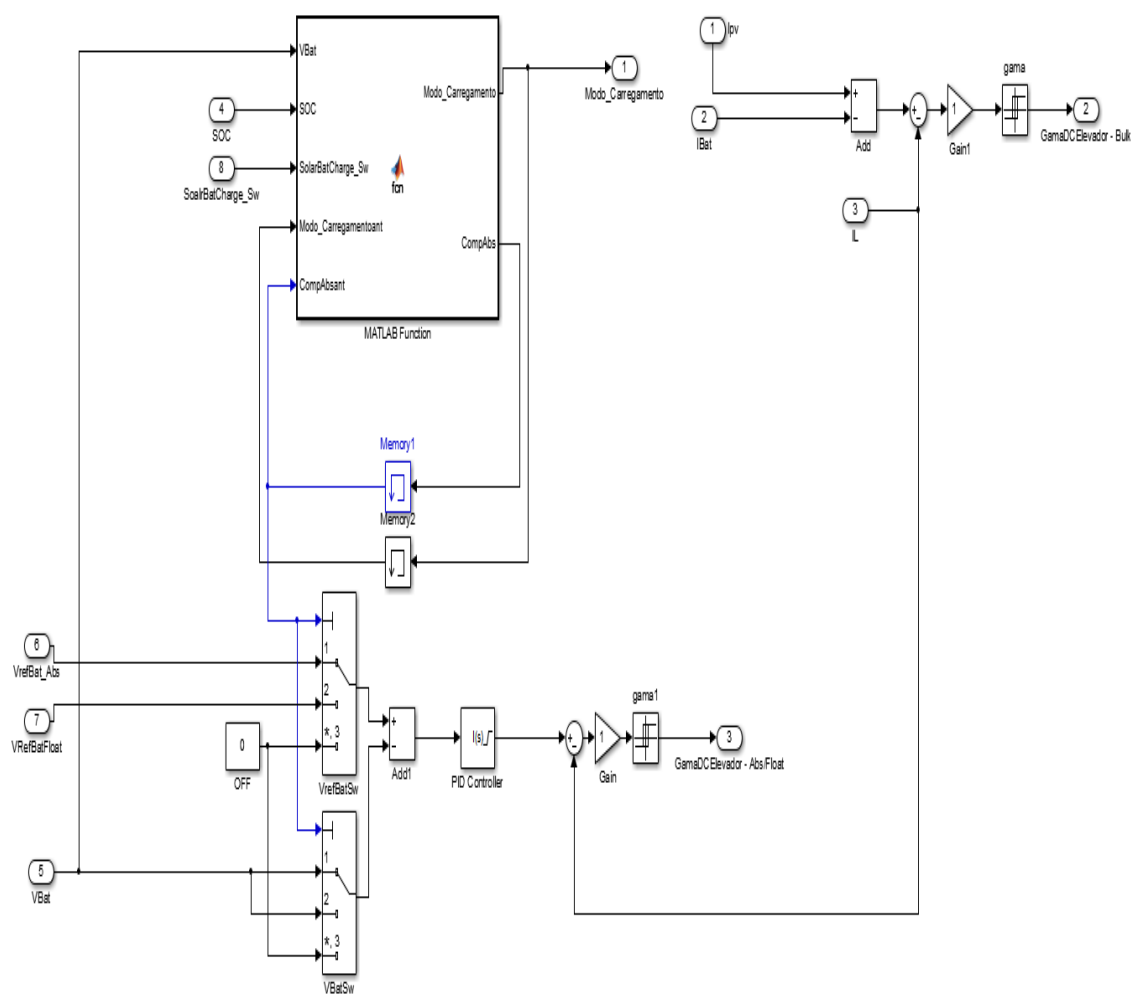 VBat
SOC
SolarBatCharge_Sw
Modo_Carregamentoant
CompAbsant
Modo_Carregamento
CompAbs
fcn
MATLAB Function
4
SOC
8
SoalrBatCharge_Sw
1
Modo_Carregamento
1
Ipv
2
IBat
+
−
Add
+
−
1
Gain1
gama
2
GamaDCElevador - Bulk
3
IL
Memory1
Memory2
6
VrefBat_Abs
7
VRefBatFloat
0
OFF
1
2
*, 3
VrefBatSw
5
VBat
1
2
*, 3
VBatSw
+
−
Add1
I(s)
PID Controller
+
−
1
Gain
gama1
3
GamaDCElevador - Abs/Float